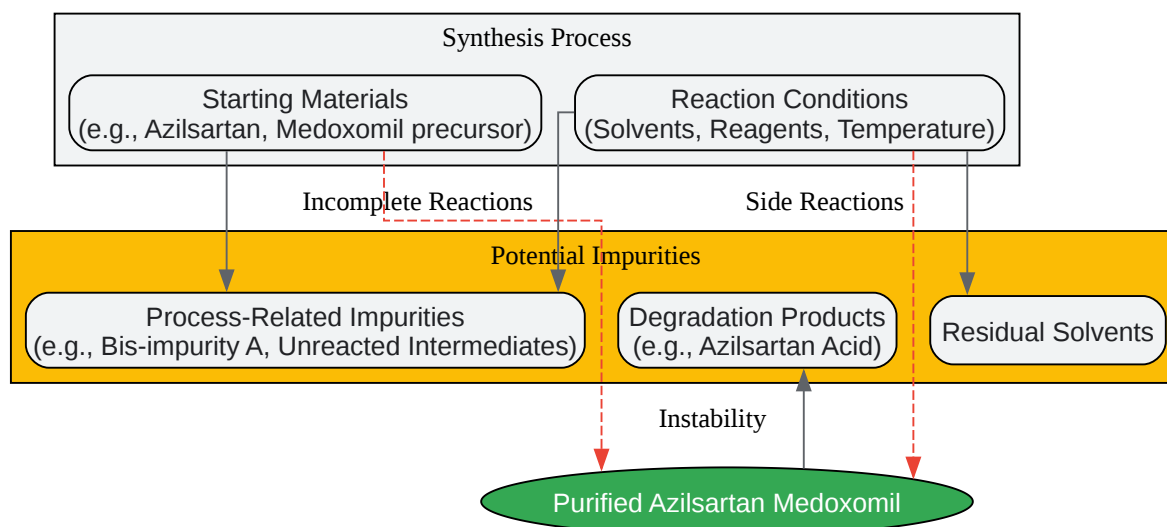 Synthesis Process
Starting Materials
(e.g., Azilsartan, Medoxomil precursor)
Reaction Conditions
(Solvents, Reagents, Temperature)
Incomplete Reactions
Side Reactions
Potential Impurities
Process-Related Impurities
(e.g., Bis-impurity A, Unreacted Intermediates)
Degradation Products
(e.g., Azilsartan Acid)
Residual Solvents
Instability
Purified Azilsartan Medoxomil